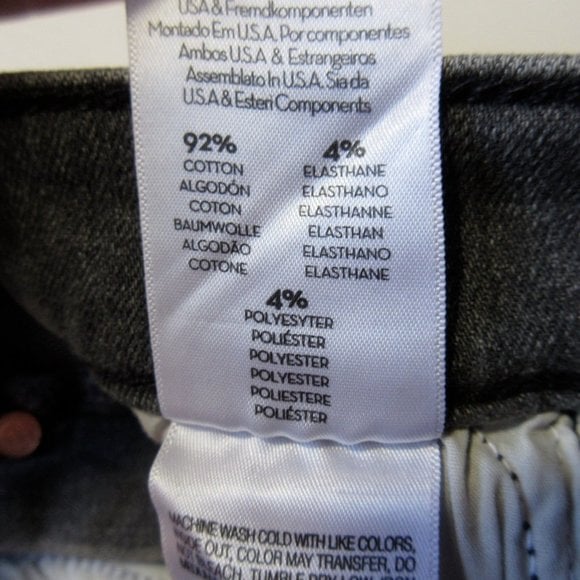 USA & Fremdkomponenten
Montado Em U.S.A. Por componentes
Ambos U.S.A & Estrangeiros
Assemblato In U.S.A. Sia da
U.S.A & Esteri Components
92%
COTTON
ALGODÓN
COTON
BAUMWOLLE
ALGODÃO
COTONE
4%
ELASTHANE
ELASTHANO
ELASTHANNE
ELASTHAN
ELASTHANO
ELASTHANE
4%
POLYESYTER
POLIÉSTER
POLYESTER
POLYESTER
POLIESTERE
POLIÉSTER
MACHINE WASH COLD WITH LIKE COLORS,
OUT, COLOR MAY TRANSFER, DO
TUMBLE DRY